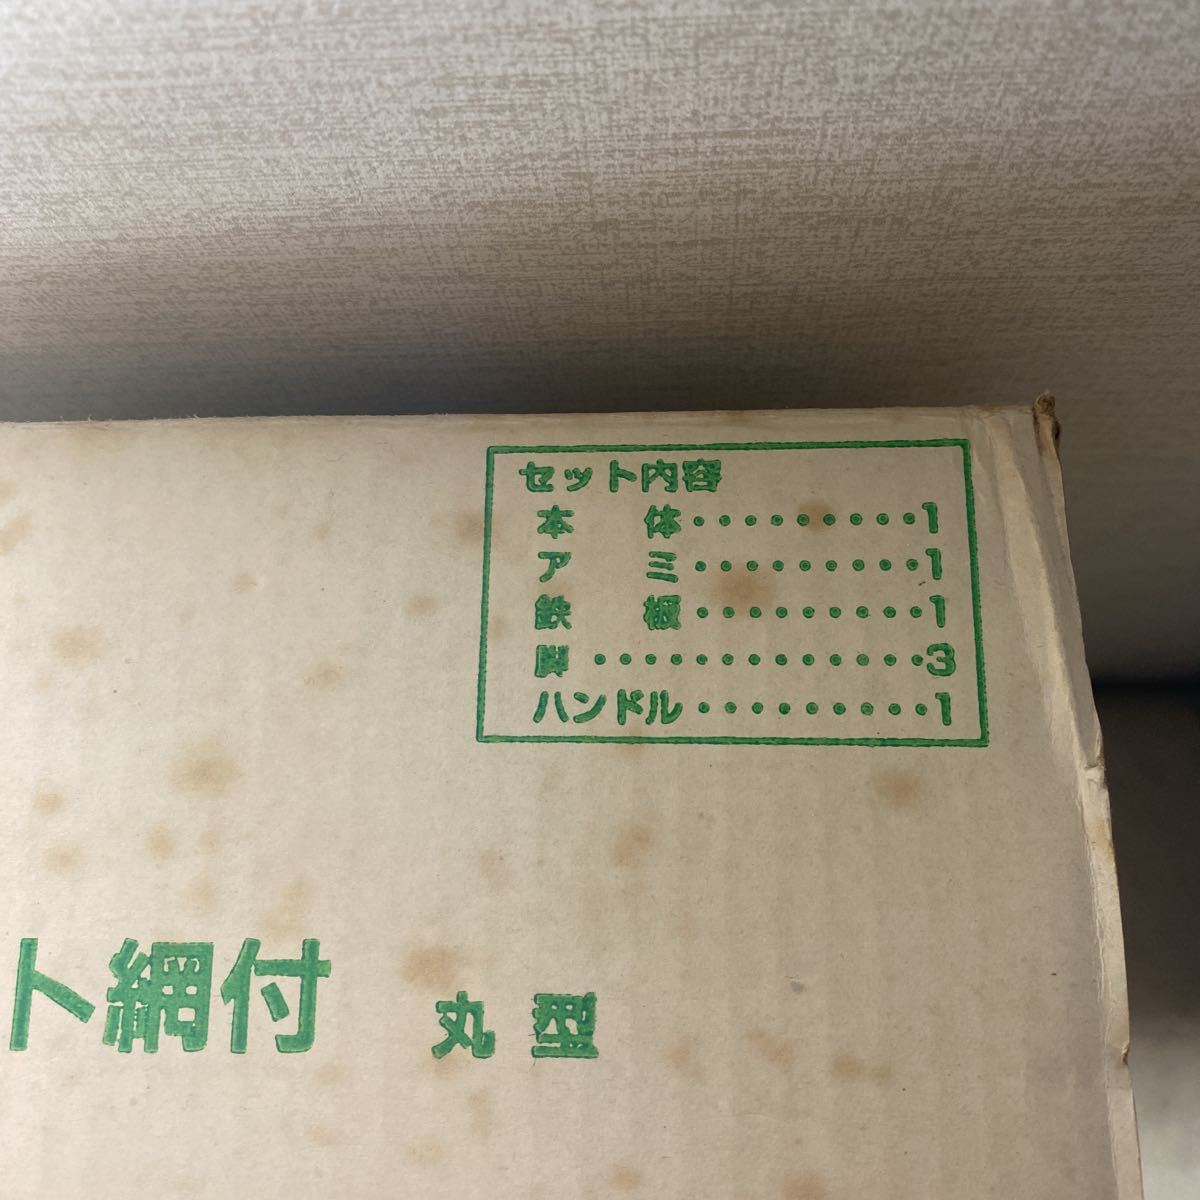 セット内容
本　　体・・・・・・・・・1
ア　　ミ・・・・・・・・・1
鉄　　板・・・・・・・・・1
脚・・・・・・・・・・・・・3
ハンドル・・・・・・・・・1
ト網付　丸型